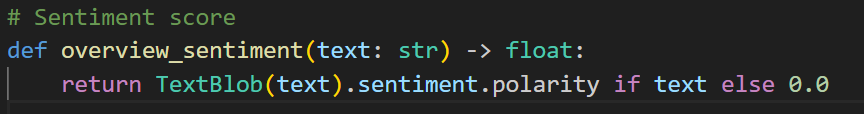 # Sentiment score
def overview_sentiment(text: str) -> float:
    return TextBlob(text).sentiment.polarity if text else 0.0